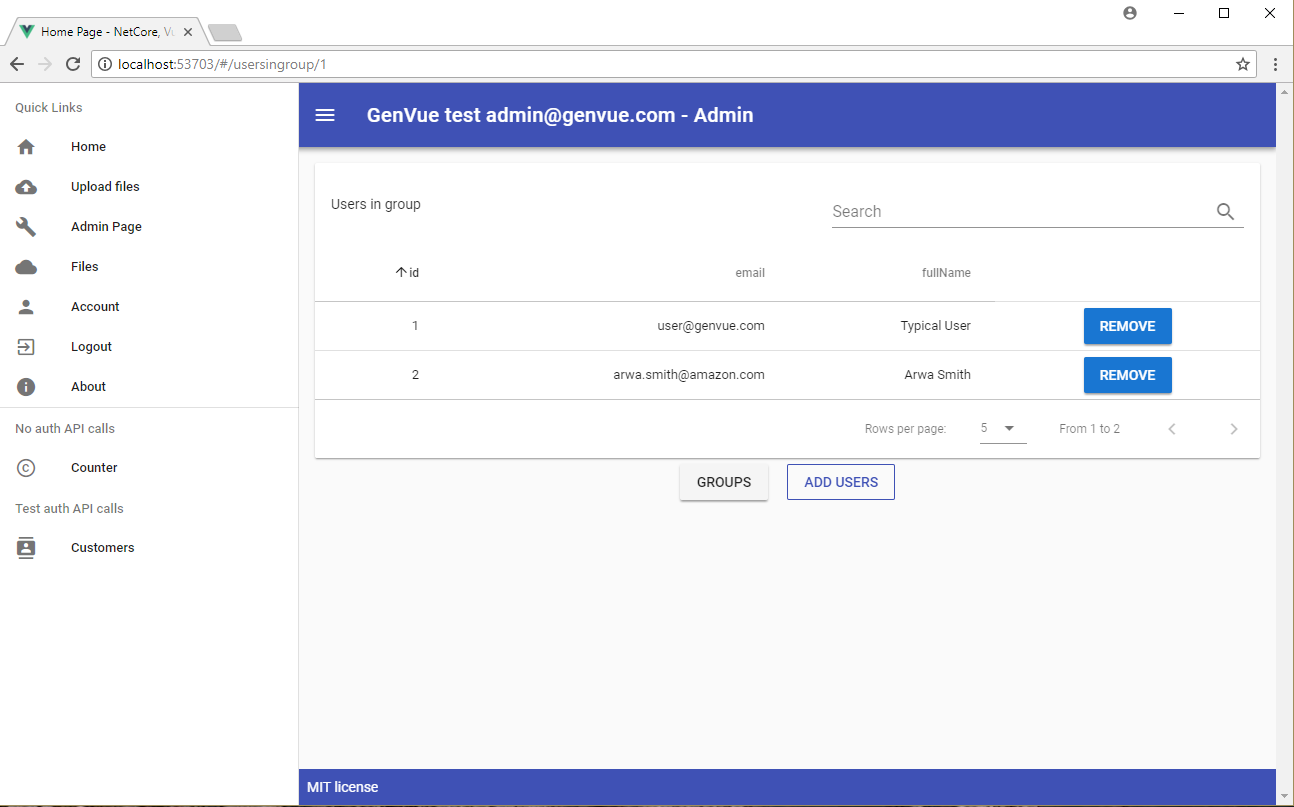 Home Page - NetCore, Vu
localhost:53703/#/usersingroup/1
Quick Links
Home
Upload files
Admin Page
Files
Account
Logout
About
No auth API calls
Counter
Test auth API calls
Customers
GenVue test admin@genvue.com - Admin
Users in group
Search
id email fullName
1 user@genvue.com Typical User REMOVE
2 arwa.smith@amazon.com Arwa Smith REMOVE
Rows per page: 5 From 1 to 2
GROUPS ADD USERS
MIT license